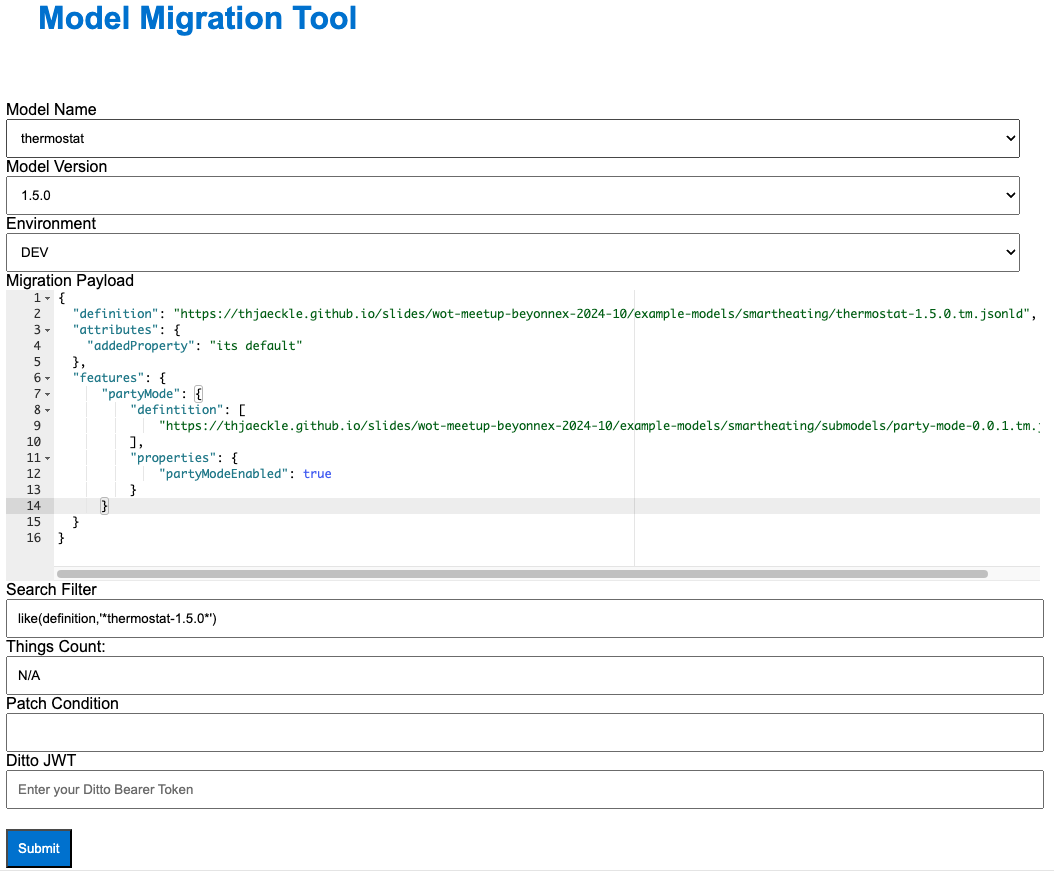 Model Migration Tool
Model Name
thermostat
Model Version
1.5.0
Environment
DEV
Migration Payload
1 {
2 "definition": "https://thjaeckle.github.io/slides/wot-meetup-beyonnex-2024-10/example-models/smartheating/thermostat-1.5.0.tm.jsonld",
3 "attributes": {
4 "addedProperty": "its default"
5 },
6 "features": {
7 "partyMode": {
8 "defintition": [
9 "https://thjaeckle.github.io/slides/wot-meetup-beyonnex-2024-10/example-models/smartheating/submodels/party-mode-0.0.1.tm.
10 ],
11 "properties": {
12 "partyModeEnabled": true
13 }
14 }
15 }
16 }
Search Filter
like(definition,'*thermostat-1.5.0*')
Things Count:
N/A
Patch Condition
Ditto JWT
Enter your Ditto Bearer Token
Submit